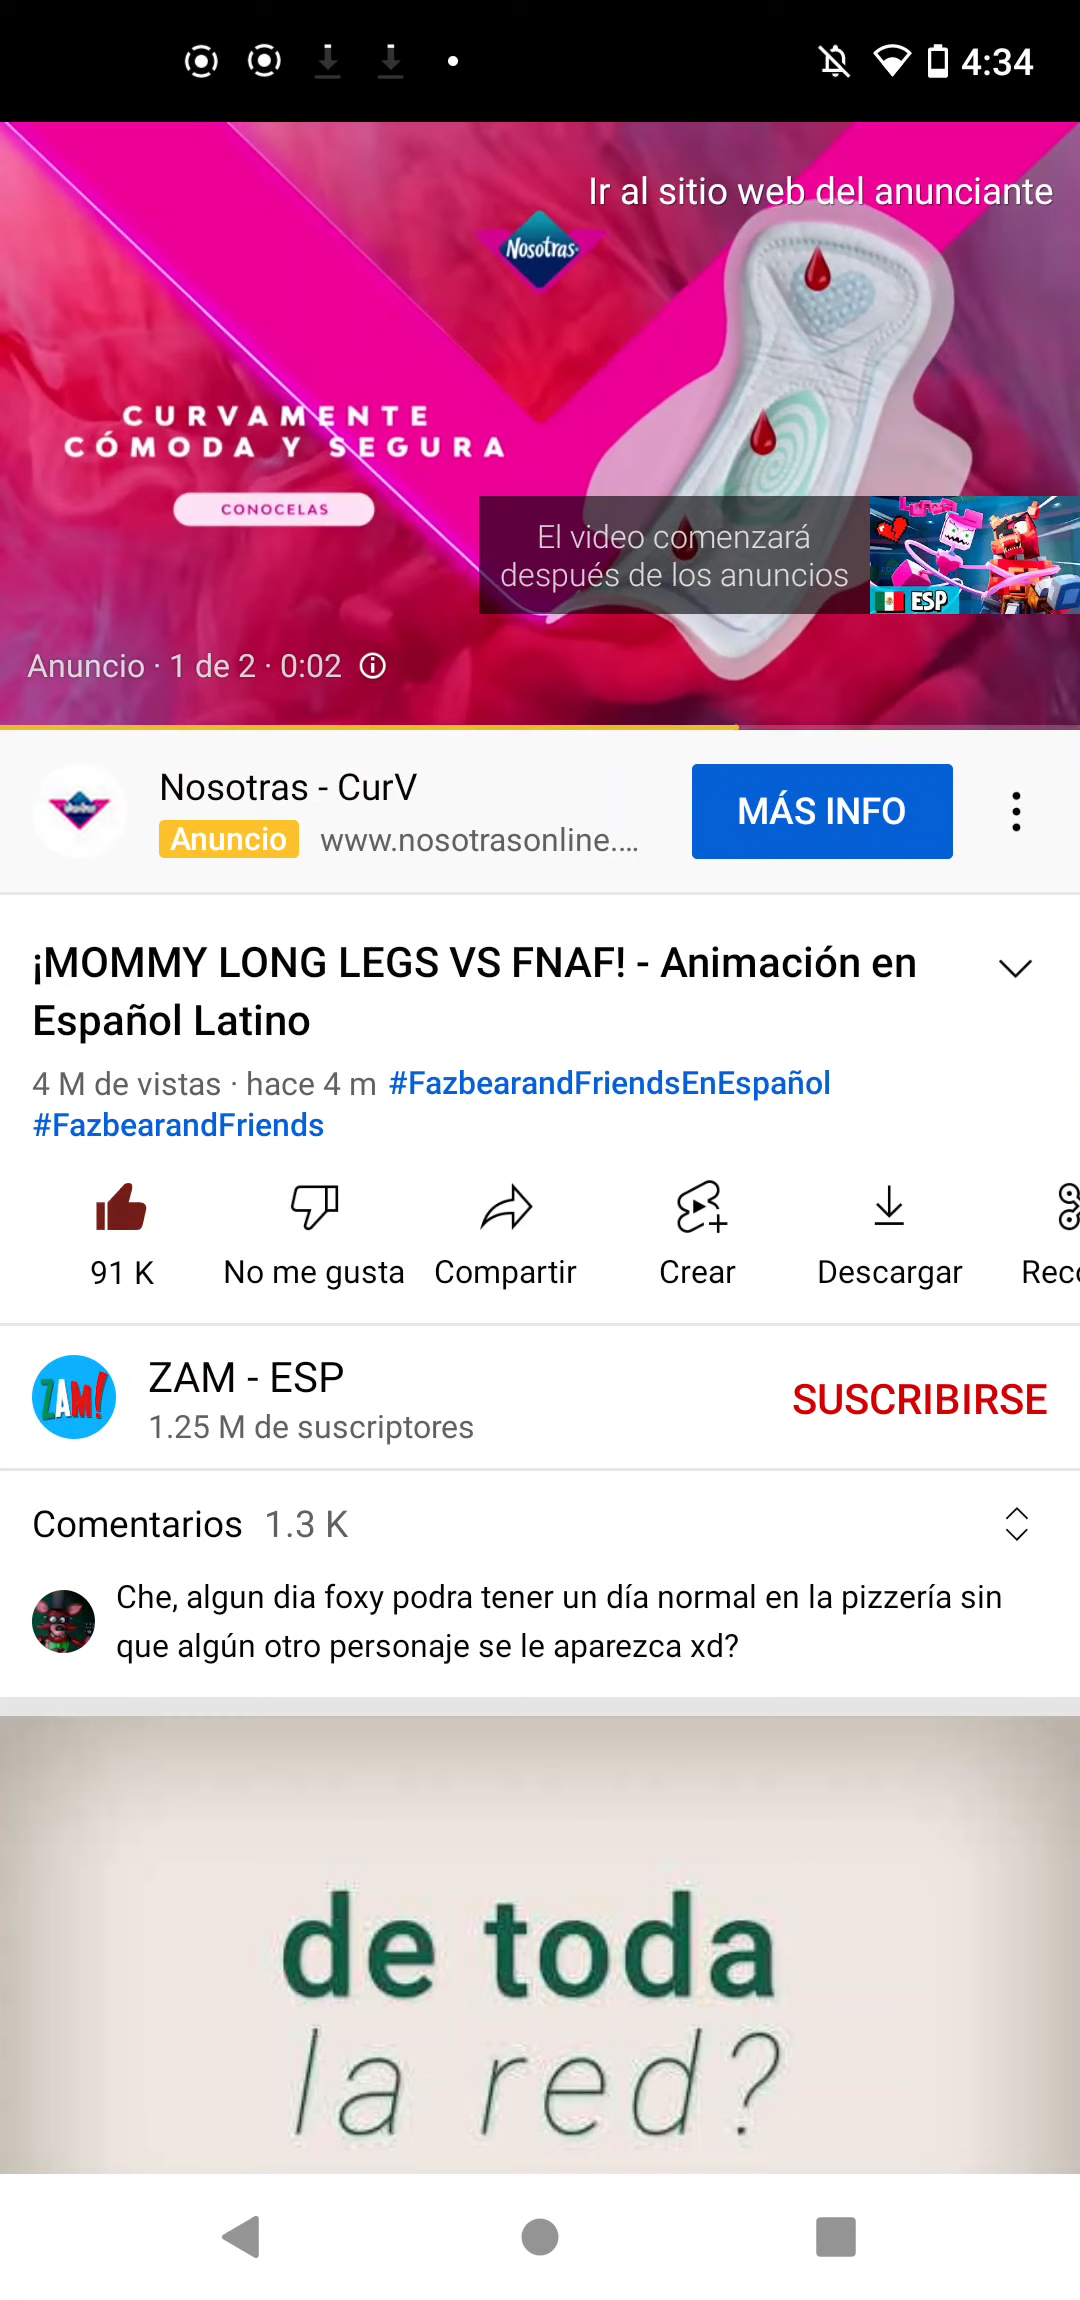 4:34
Ir al sitio web del anunciante
Nosotras
CURVAMENTE
CÓMODA Y SEGURA
CONOCELAS
El video comenzará
después de los anuncios
ESP
Anuncio · 1 de 2 · 0:02
Nosotras - CurV
MÁS INFO
Anuncio www.nosotrasonline....
¡MOMMY LONG LEGS VS FNAF! - Animación en
Español Latino
4 M de vistas · hace 4 m #FazbearandFriendsEnEspañol
#FazbearandFriends
91 K No me gusta Compartir Crear Descargar
ZAM!
ZAM - ESP
1.25 M de suscriptores
SUSCRIBIRSE
Comentarios 1.3 K
Che, algun dia foxy podra tener un día normal en la pizzería sin
que algún otro personaje se le aparezca xd?
de toda
la red?